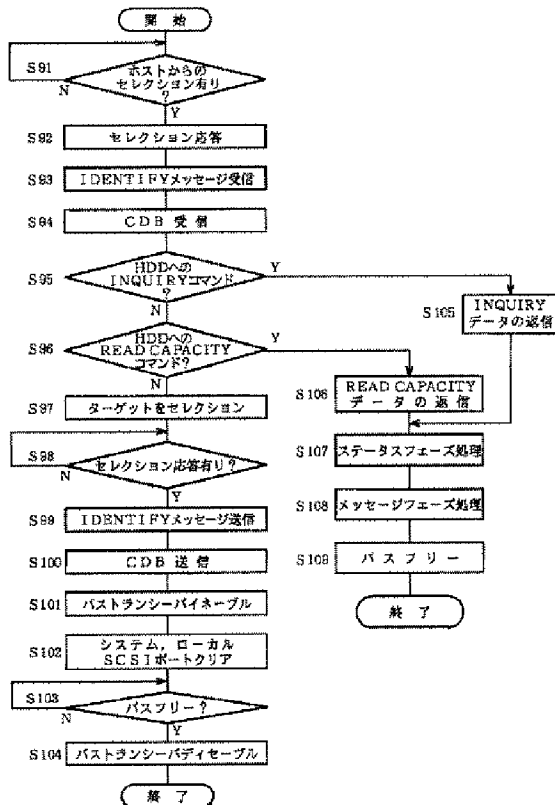 開始
S91
ホストからの
セレクション有り
?
N
Y
S92
セレクション応答
S93
IDENTIFYメッセージ受信
S94
CDB 受信
S95
HDDへの
INQUIRYコマンド
?
Y
N
S105
INQUIRY
データの返信
S96
HDDへの
READ CAPACITY
コマンド?
Y
N
S106
READ CAPACITY
データの返信
S97
ターゲットをセレクション
S107
ステータスフェーズ処理
S98
セレクション応答有り?
N
Y
S108
メッセージフェーズ処理
S99
IDENTIFYメッセージ送信
S109
バスフリー
S100
CDB 送信
終了
S101
バストランシーバイネーブル
S102
システム, ローカル
SCSIポートクリア
S103
バスフリー?
N
Y
S104
バストランシーバディセーブル
終了